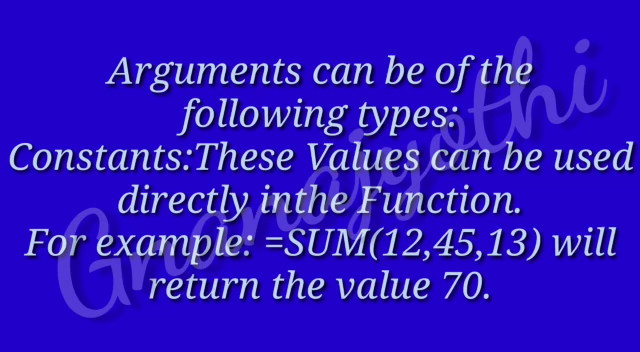 Arguments can be of the
following types:
Constants:These Values can be used
directly inthe Function.
For example: =SUM(12,45,13) will
return the value 70.
Gnanajyothi